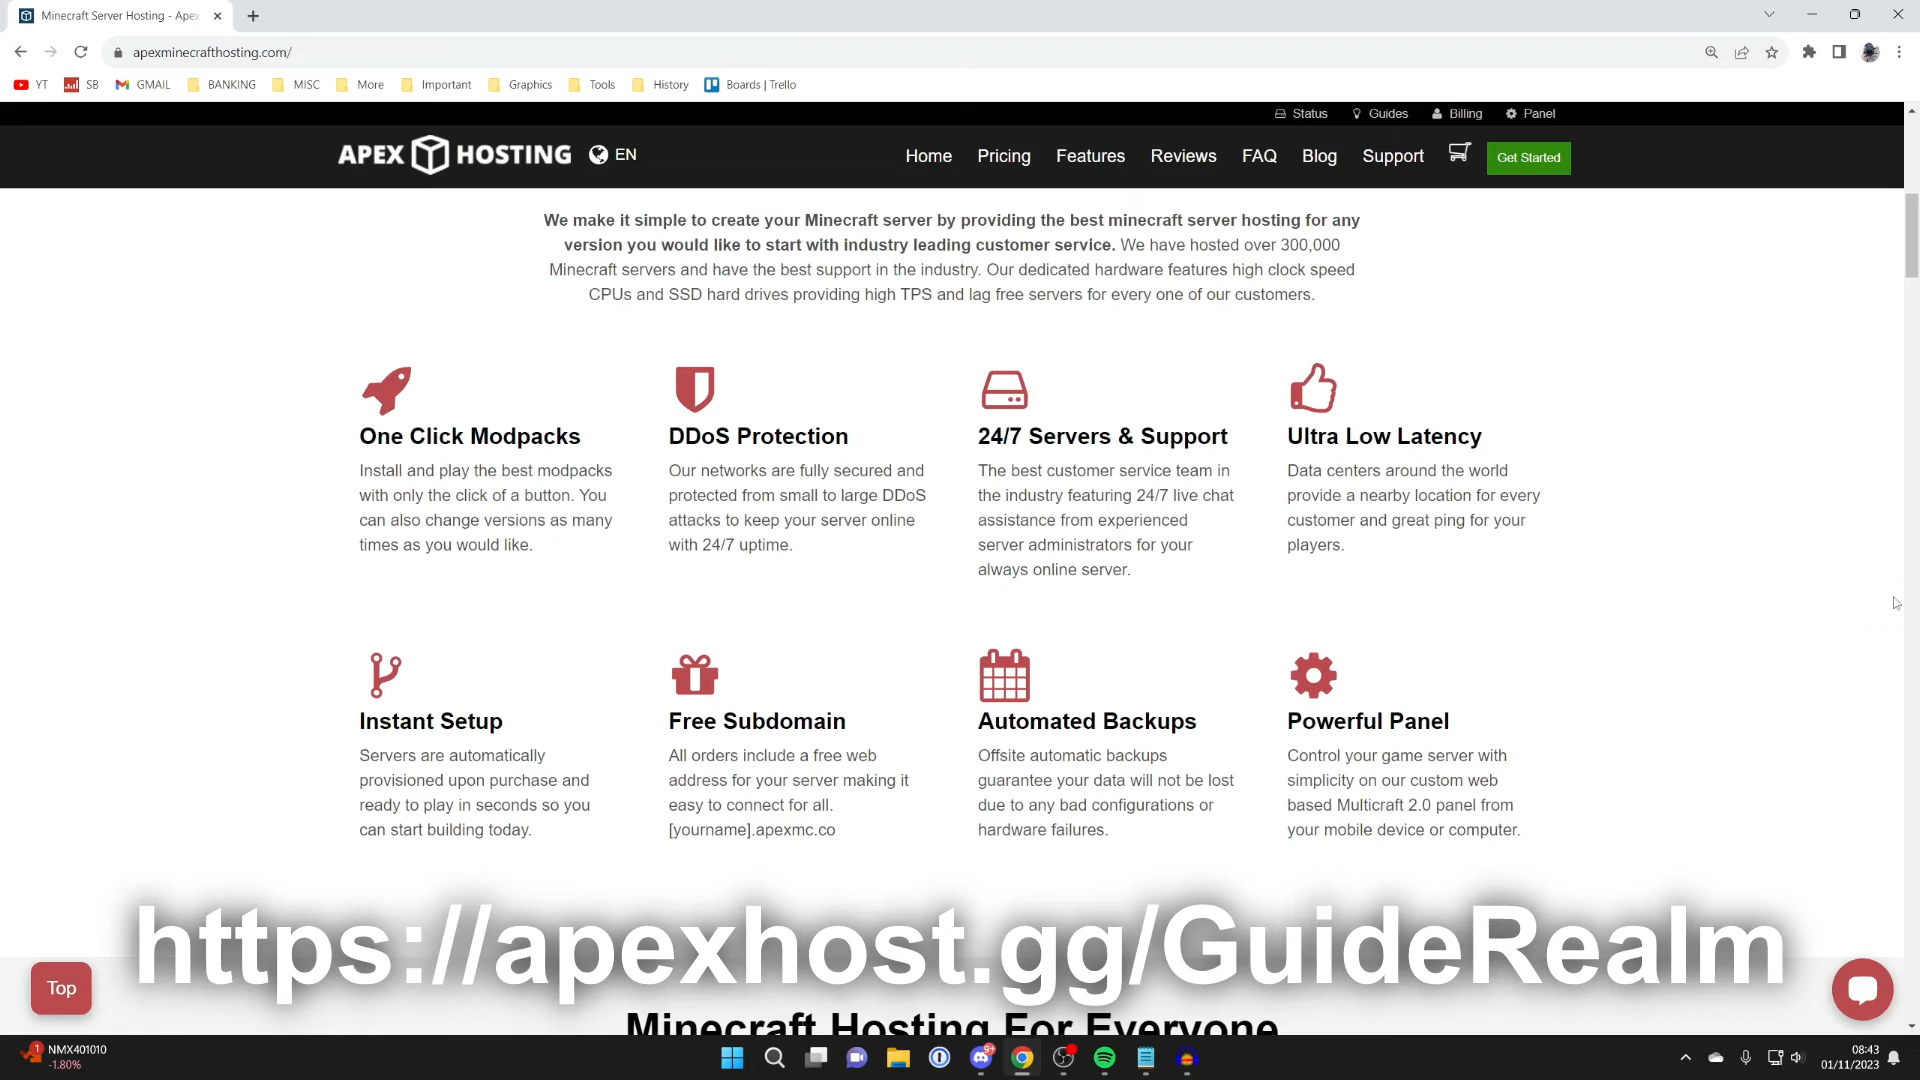 Minecraft Server Hosting - Apex
apexminecrafthosting.com/
YT SB GMAIL BANKING MISC More Important Graphics Tools History Boards | Trello
Status Guides Billing Panel
APEX HOSTING EN Home Pricing Features Reviews FAQ Blog Support Get Started
We make it simple to create your Minecraft server by providing the best minecraft server hosting for any
version you would like to start with industry leading customer service. We have hosted over 300,000
Minecraft servers and have the best support in the industry. Our dedicated hardware features high clock speed
CPUs and SSD hard drives providing high TPS and lag free servers for every one of our customers.
One Click Modpacks
Install and play the best modpacks
with only the click of a button. You
can also change versions as many
times as you would like.
DDoS Protection
Our networks are fully secured and
protected from small to large DDoS
attacks to keep your server online
with 24/7 uptime.
24/7 Servers & Support
The best customer service team in
the industry featuring 24/7 live chat
assistance from experienced
server administrators for your
always online server.
Ultra Low Latency
Data centers around the world
provide a nearby location for every
customer and great ping for your
players.
Instant Setup
Servers are automatically
provisioned upon purchase and
ready to play in seconds so you
can start building today.
Free Subdomain
All orders include a free web
address for your server making it
easy to connect for all.
[yourname].apexmc.co
Automated Backups
Offsite automatic backups
guarantee your data will not be lost
due to any bad configurations or
hardware failures.
Powerful Panel
Control your game server with
simplicity on our custom web
based Multicraft 2.0 panel from
your mobile device or computer.
https://apexhost.gg/GuideRealm
Top
Minecraft Hosting For Everyone
1 NMX401010
-1.80%
9+
08:43
01/11/2023